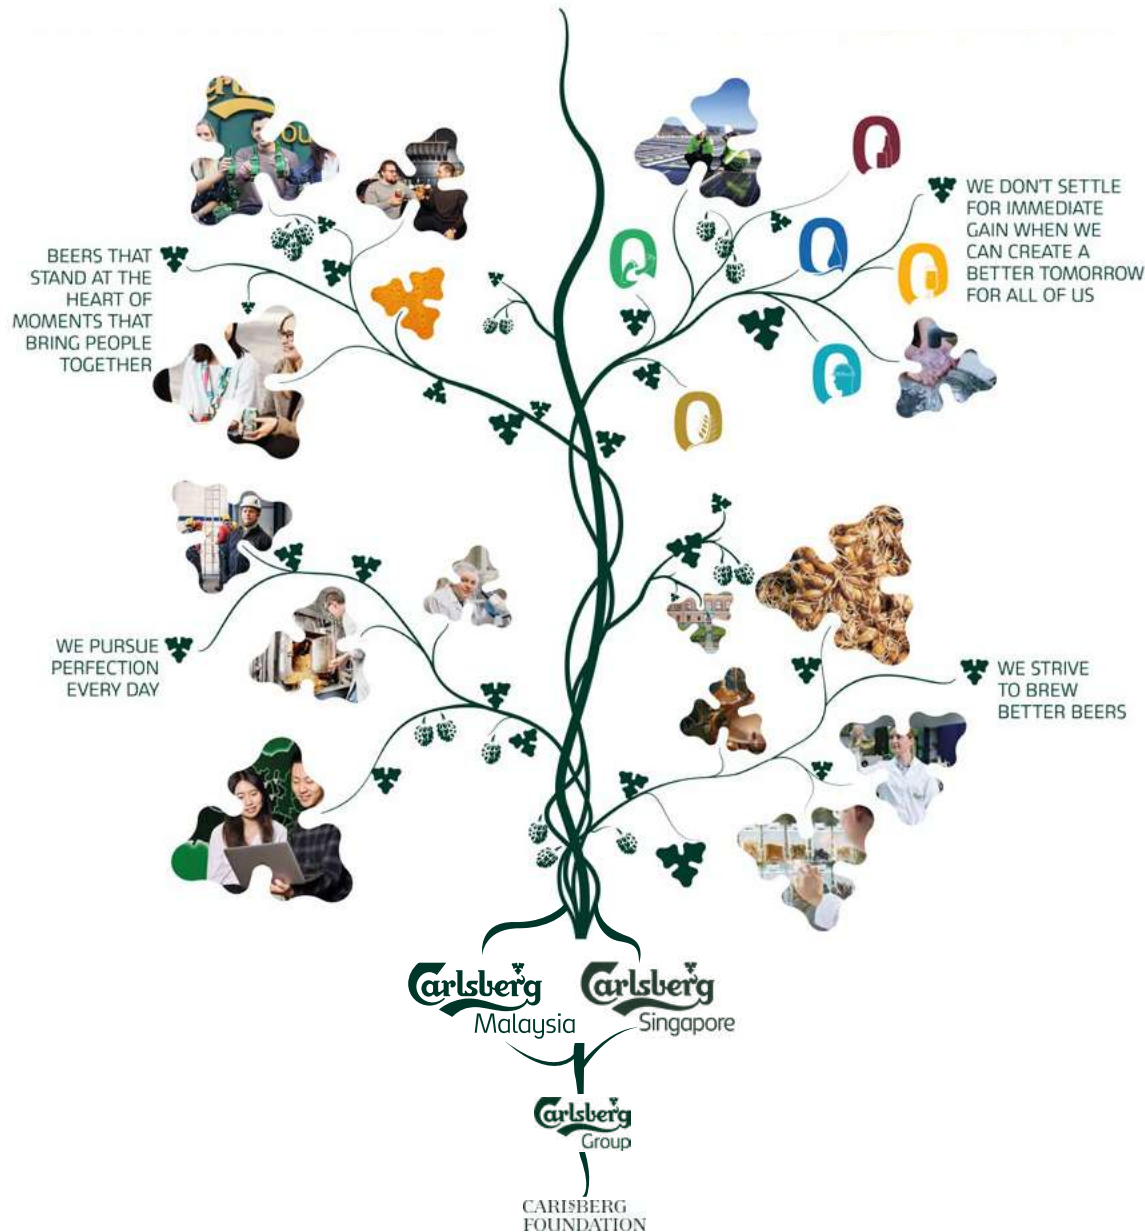 BEERS THAT
STAND AT THE
HEART OF
MOMENTS THAT
BRING PEOPLE
TOGETHER
WE DON'T SETTLE
FOR IMMEDIATE
GAIN WHEN WE
CAN CREATE A
BETTER TOMORROW
FOR ALL OF US
WE PURSUE
PERFECTION
EVERY DAY
WE STRIVE
TO BREW
BETTER BEERS
Carlsberg
Malaysia
Carlsberg
Singapore
Carlsberg
Group
CARLSBERG
FOUNDATION